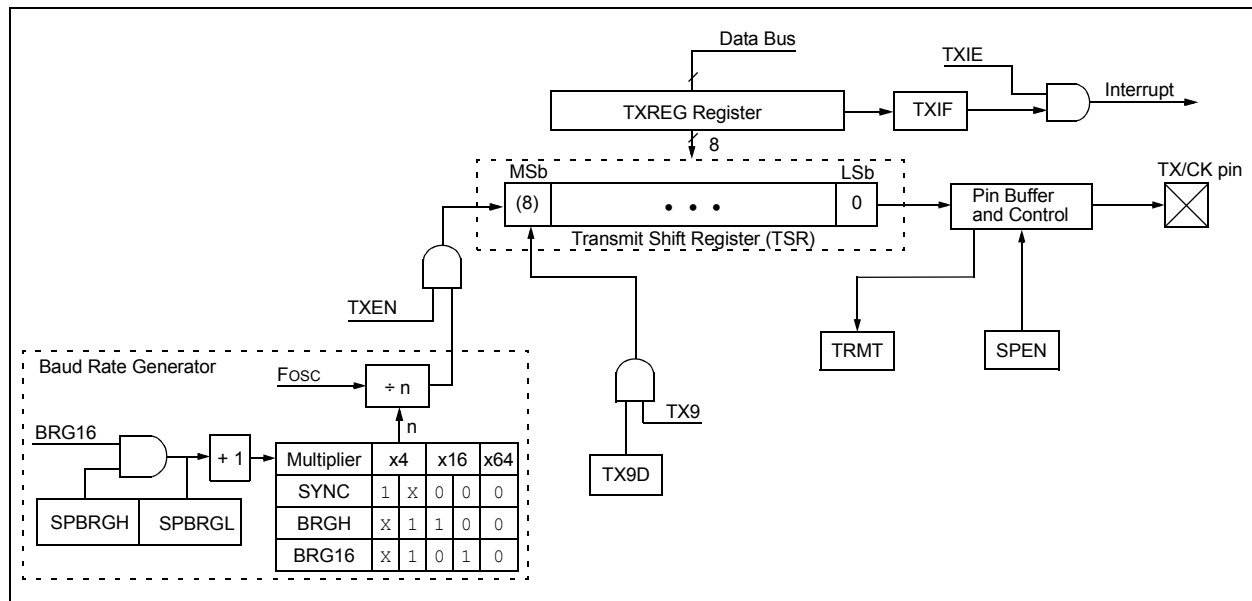 Data Bus
TXIE
Interrupt
TXREG Register
TXIF
8
MSb
LSb
TX/CK pin
(8)
• • •
0
Pin Buffer
and Control
Transmit Shift Register (TSR)
TXEN
TRMT
SPEN
Baud Rate Generator
FOSC
÷ n
TX9
n
BRG16
+ 1
Multiplier x4 x16 x64
TX9D
SYNC 1 X 0 0 0
SPBRGH SPBRGL
BRGH X 1 1 0 0
BRG16 X 1 0 1 0